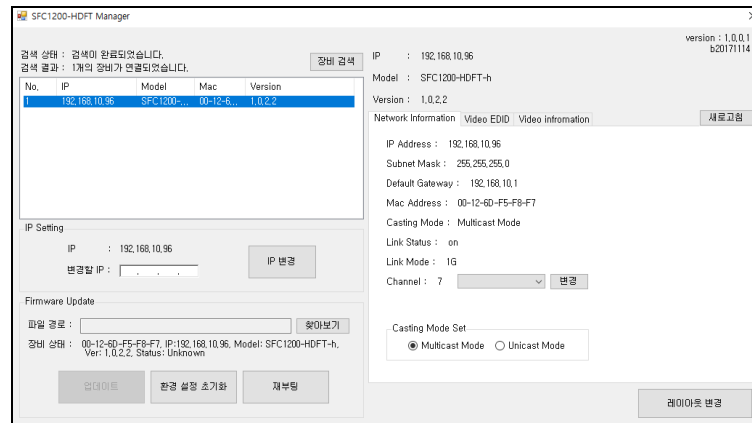 SFC1200-HDFT Manager
version : 1,0,0,1
b20171114
검색 상태 : 검색이 완료되었습니다.
검색 결과 : 1개의 장비가 연결되었습니다.
장비 검색
No, IP Model Mac Version
1 192,168,10,96 SFC1200-... 00-12-6... 1,0,2,2
IP Setting
IP : 192,168,10,96
변경할 IP : . . .
IP 변경
Firmware Update
파일 경로 :
찾아보기
장비 상태 : 00-12-6D-F5-F8-F7, IP:192,168,10,96, Model: SFC1200-HDFT-h,
Ver: 1,0,2,2, Status: Unknown
업데이트 환경 설정 초기화 재부팅
IP : 192,168,10,96
Model : SFC1200-HDFT-h
Version : 1,0,2,2
Network Information Video EDID Video infromation
새로고침
IP Address : 192,168,10,96
Subnet Mask : 255,255,255,0
Default Gateway : 192,168,10,1
Mac Address : 00-12-6D-F5-F8-F7
Casting Mode : Multicast Mode
Link Status : on
Link Mode : 1G
Channel : 7 변경
Casting Mode Set
Multicast Mode Unicast Mode
레이아웃 변경